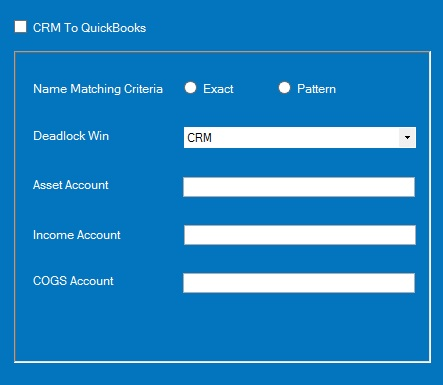 CRM To QuickBooks
Name Matching Criteria Exact Pattern
Deadlock Win CRM
Asset Account
Income Account
COGS Account